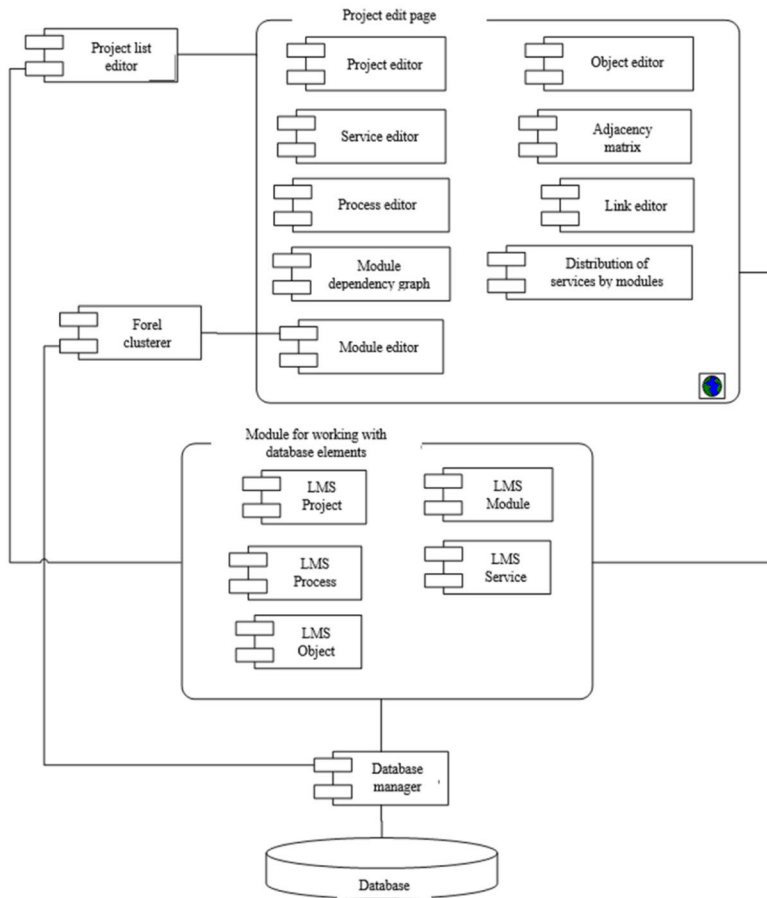 Project edit page
Project list
editor
Project editor
Object editor
Service editor
Adjacency
matrix
Process editor
Link editor
Module
dependency graph
Distribution of
services by modules
Forel
clusterer
Module editor
Module for working with
database elements
LMS
Project
LMS
Module
LMS
Process
LMS
Service
LMS
Object
Database
manager
Database